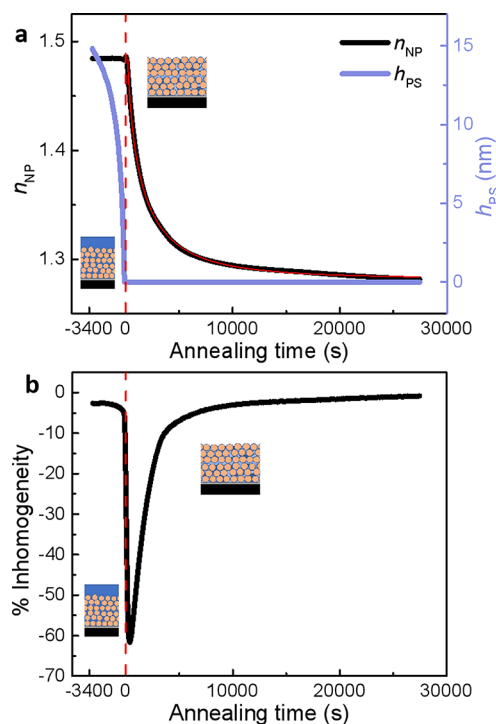 a
1.5
1.4
1.3
n_NP
n_NP
h_PS
15
10
5
0
h_PS (nm)
-3400 0 10000 20000 30000
Annealing time (s)
b
0
-10
-20
-30
-40
-50
-60
-70
% Inhomogeneity
-3400 0 10000 20000 30000
Annealing time (s)